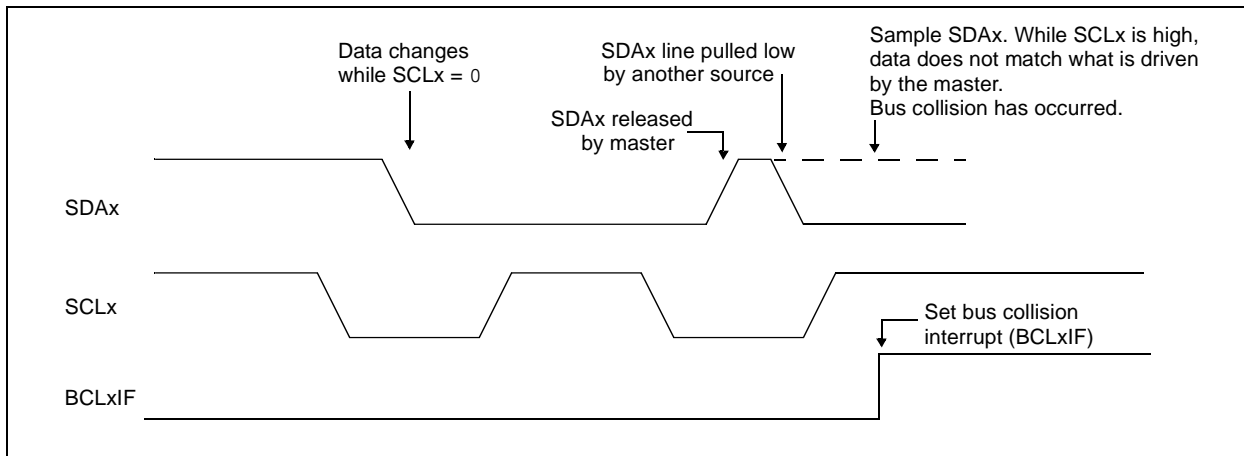 Data changes
while SCLx = 0
SDAx line pulled low
by another source
SDAx released
by master
Sample SDAx. While SCLx is high,
data does not match what is driven
by the master.
Bus collision has occurred.
SDAx
SCLx
Set bus collision
interrupt (BCLxIF)
BCLxIF